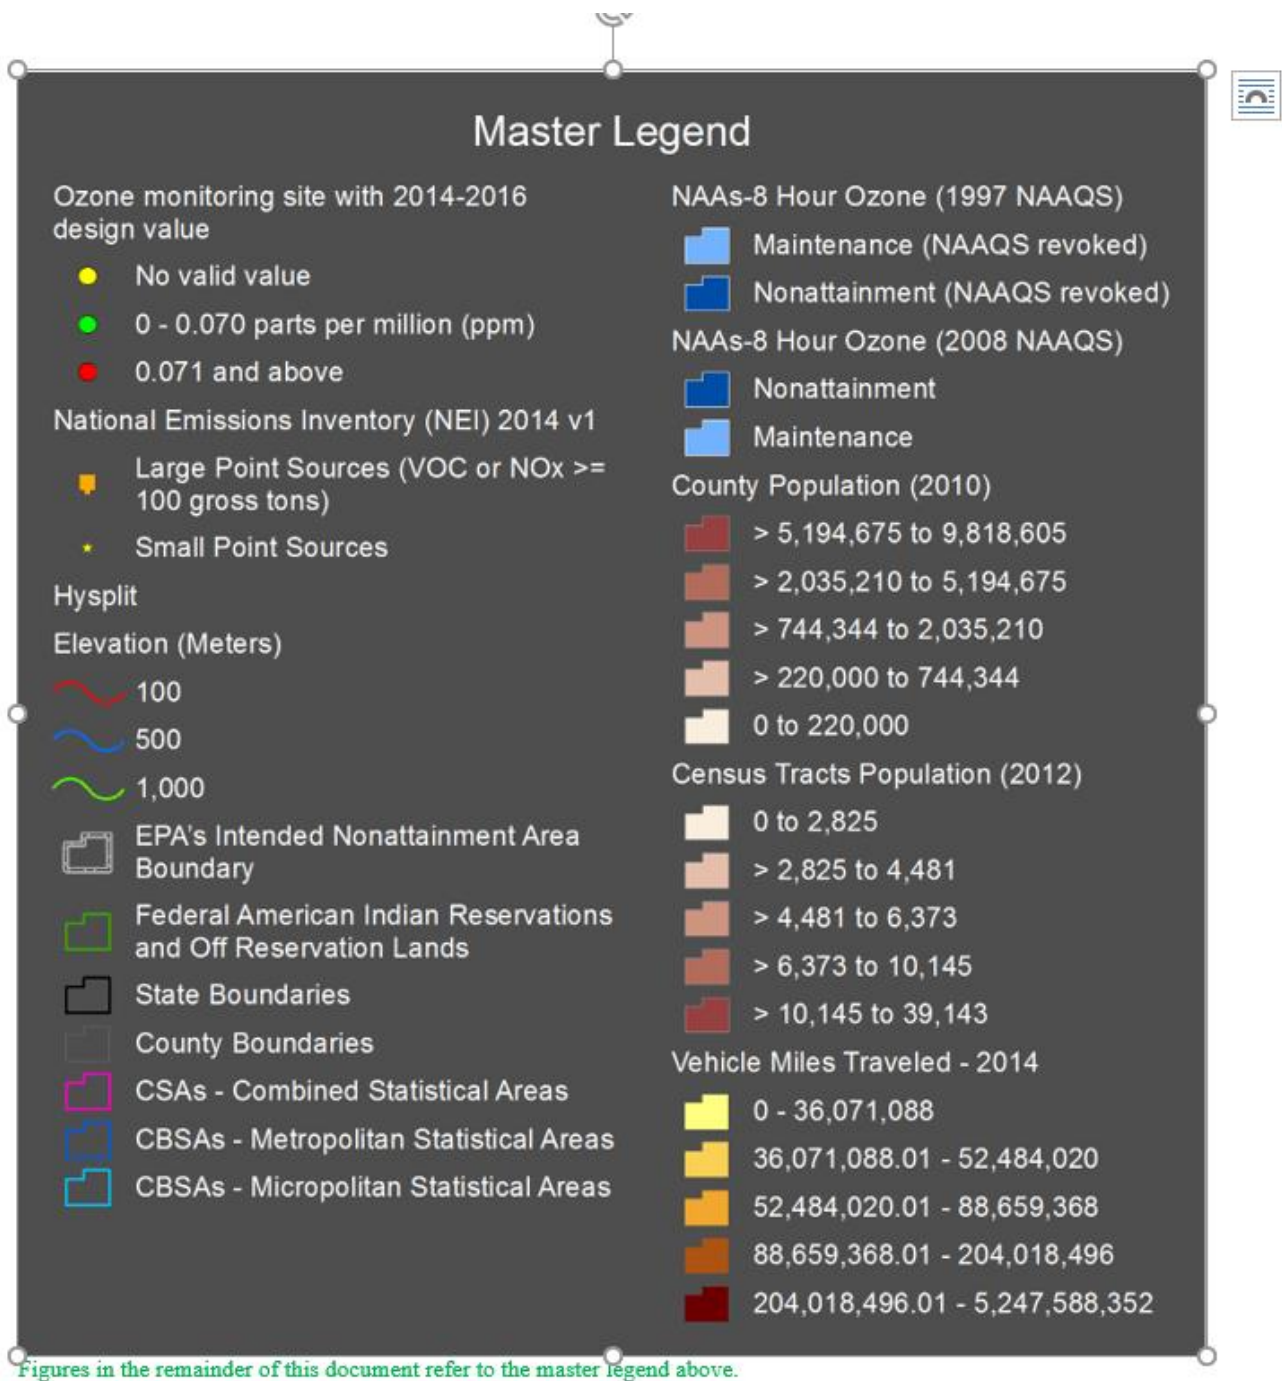 Master Legend
Ozone monitoring site with 2014-2016
design value
No valid value
0 - 0.070 parts per million (ppm)
0.071 and above
National Emissions Inventory (NEI) 2014 v1
Large Point Sources (VOC or NOx >=
100 gross tons)
Small Point Sources
Hysplit
Elevation (Meters)
100
500
1,000
EPA's Intended Nonattainment Area
Boundary
Federal American Indian Reservations
and Off Reservation Lands
State Boundaries
County Boundaries
CSAs - Combined Statistical Areas
CBSAs - Metropolitan Statistical Areas
CBSAs - Micropolitan Statistical Areas
NAAs-8 Hour Ozone (1997 NAAQS)
Maintenance (NAAQS revoked)
Nonattainment (NAAQS revoked)
NAAs-8 Hour Ozone (2008 NAAQS)
Nonattainment
Maintenance
County Population (2010)
> 5,194,675 to 9,818,605
> 2,035,210 to 5,194,675
> 744,344 to 2,035,210
> 220,000 to 744,344
0 to 220,000
Census Tracts Population (2012)
0 to 2,825
> 2,825 to 4,481
> 4,481 to 6,373
> 6,373 to 10,145
> 10,145 to 39,143
Vehicle Miles Traveled - 2014
0 - 36,071,088
36,071,088.01 - 52,484,020
52,484,020.01 - 88,659,368
88,659,368.01 - 204,018,496
204,018,496.01 - 5,247,588,352
Figures in the remainder of this document refer to the master legend above.